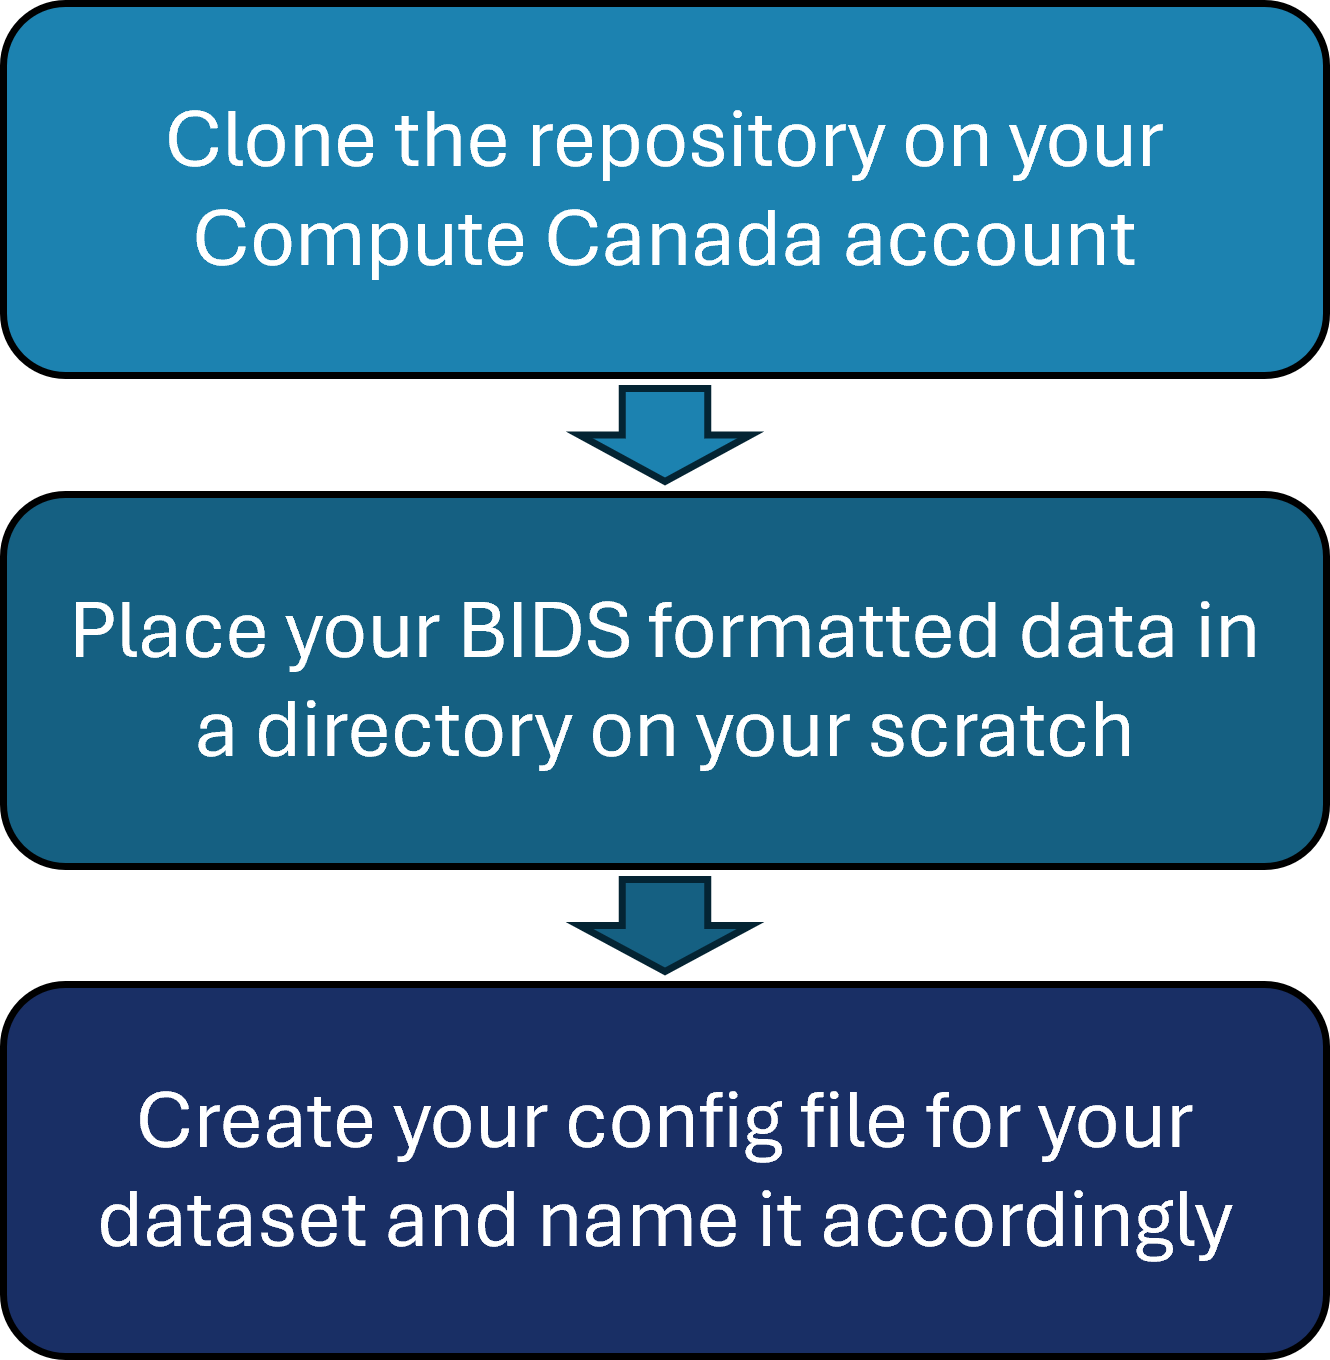 Clone the repository on your
Compute Canada account
Place your BIDS formatted data in
a directory on your scratch
Create your config file for your
dataset and name it accordingly